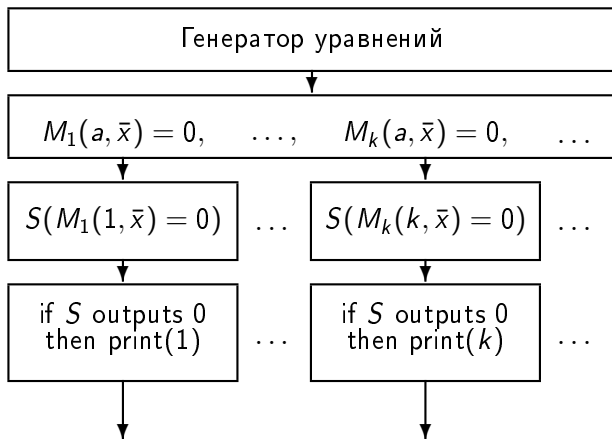 Генератор уравнений
M₁(a, x̄) = 0, ..., Mₖ(a, x̄) = 0, ...
S(M₁(1, x̄) = 0) ... S(Mₖ(k, x̄) = 0) ...
if S outputs 0 if S outputs 0
then print(1) ... then print(k) ...